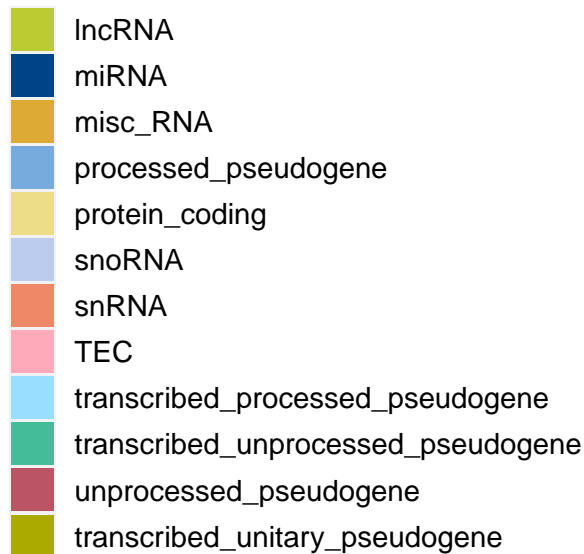 lncRNA
miRNA
misc_RNA
processed_pseudogene
protein_coding
snoRNA
snRNA
TEC
transcribed_processed_pseudogene
transcribed_unprocessed_pseudogene
unprocessed_pseudogene
transcribed_unitary_pseudogene